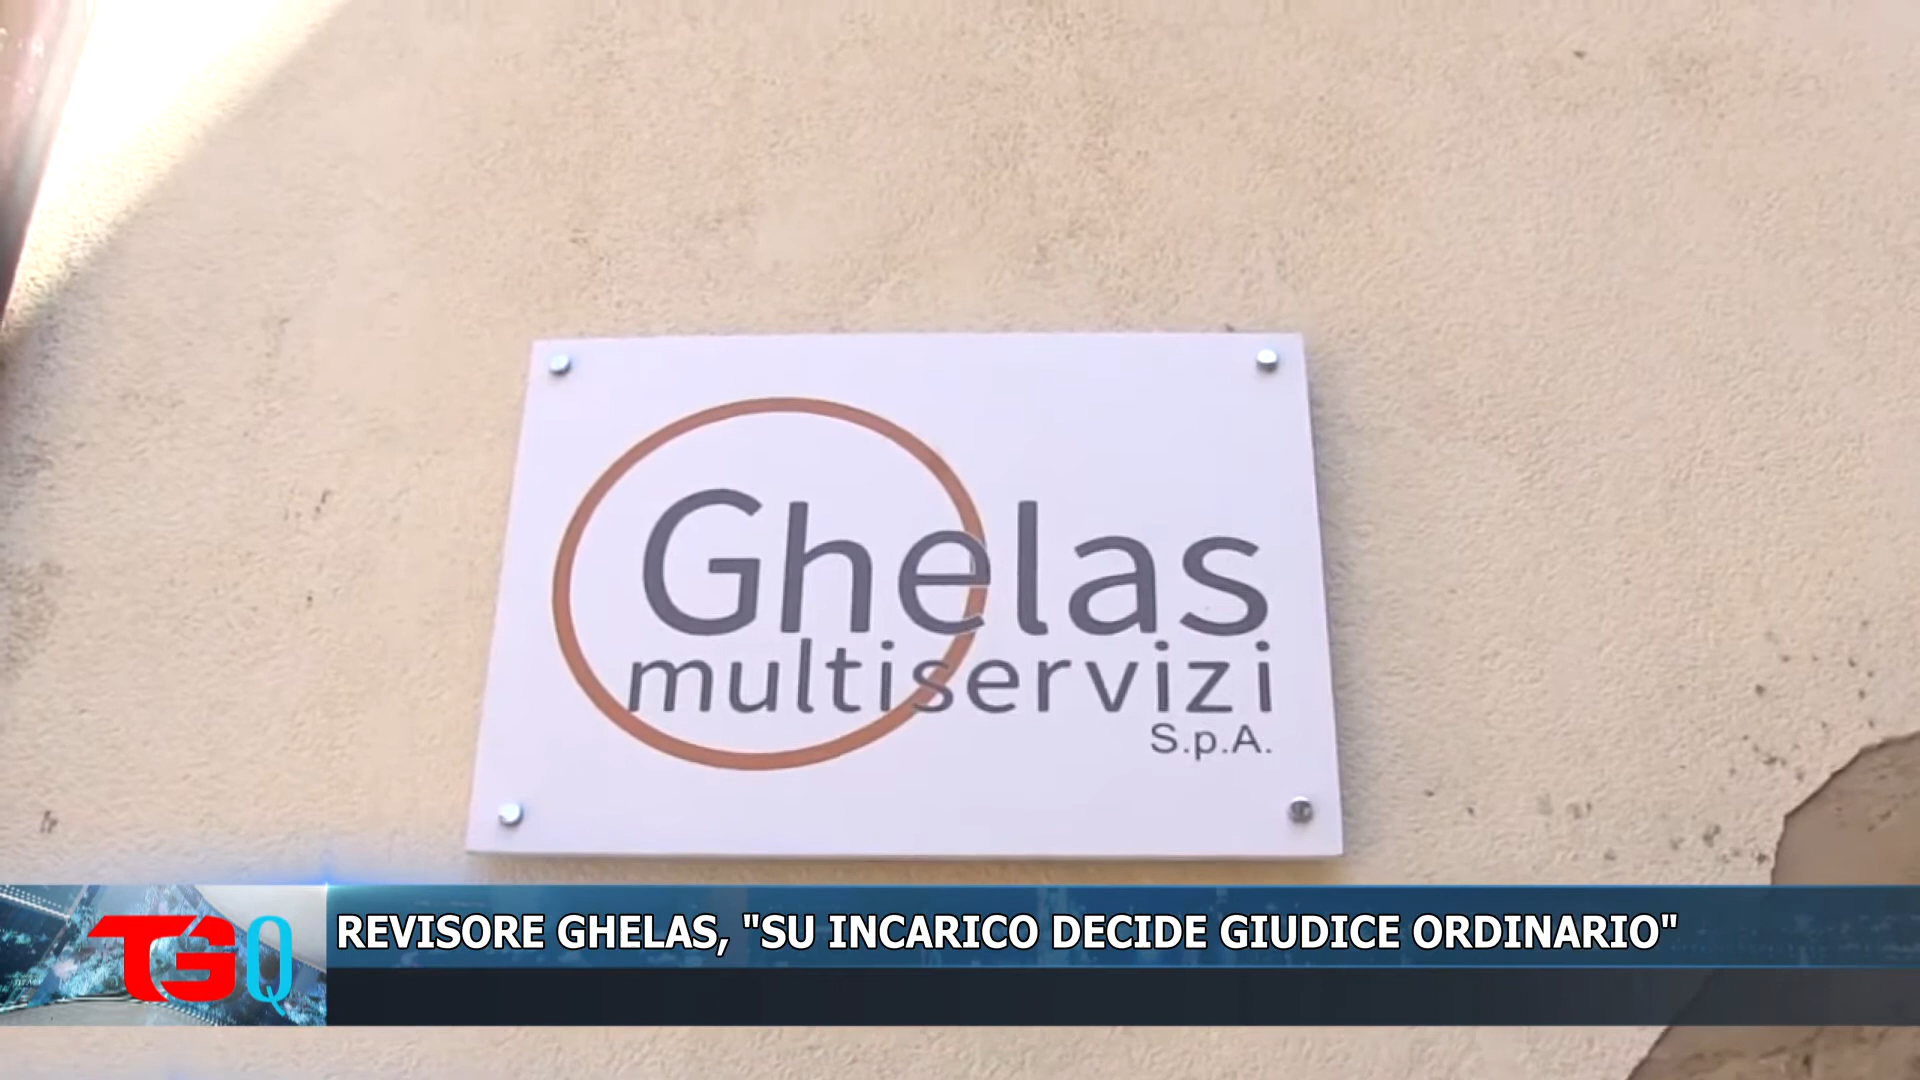 Ghelas
multiservizi
S.p.A.
TGQ
REVISORE GHELAS, "SU INCARICO DECIDE GIUDICE ORDINARIO"